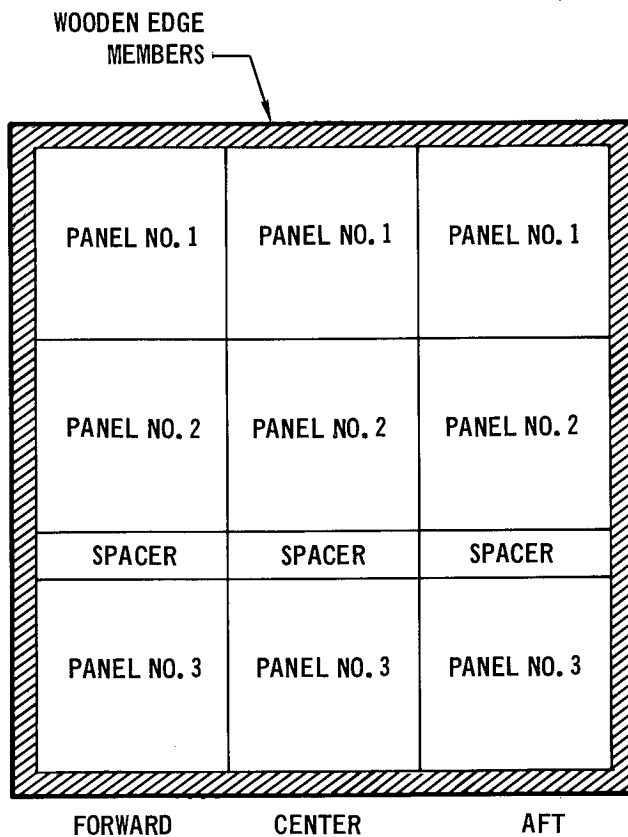 WOODEN EDGE
MEMBERS
PANEL NO. 1 PANEL NO. 1 PANEL NO. 1
PANEL NO. 2 PANEL NO. 2 PANEL NO. 2
SPACER SPACER SPACER
PANEL NO. 3 PANEL NO. 3 PANEL NO. 3
FORWARD CENTER AFT